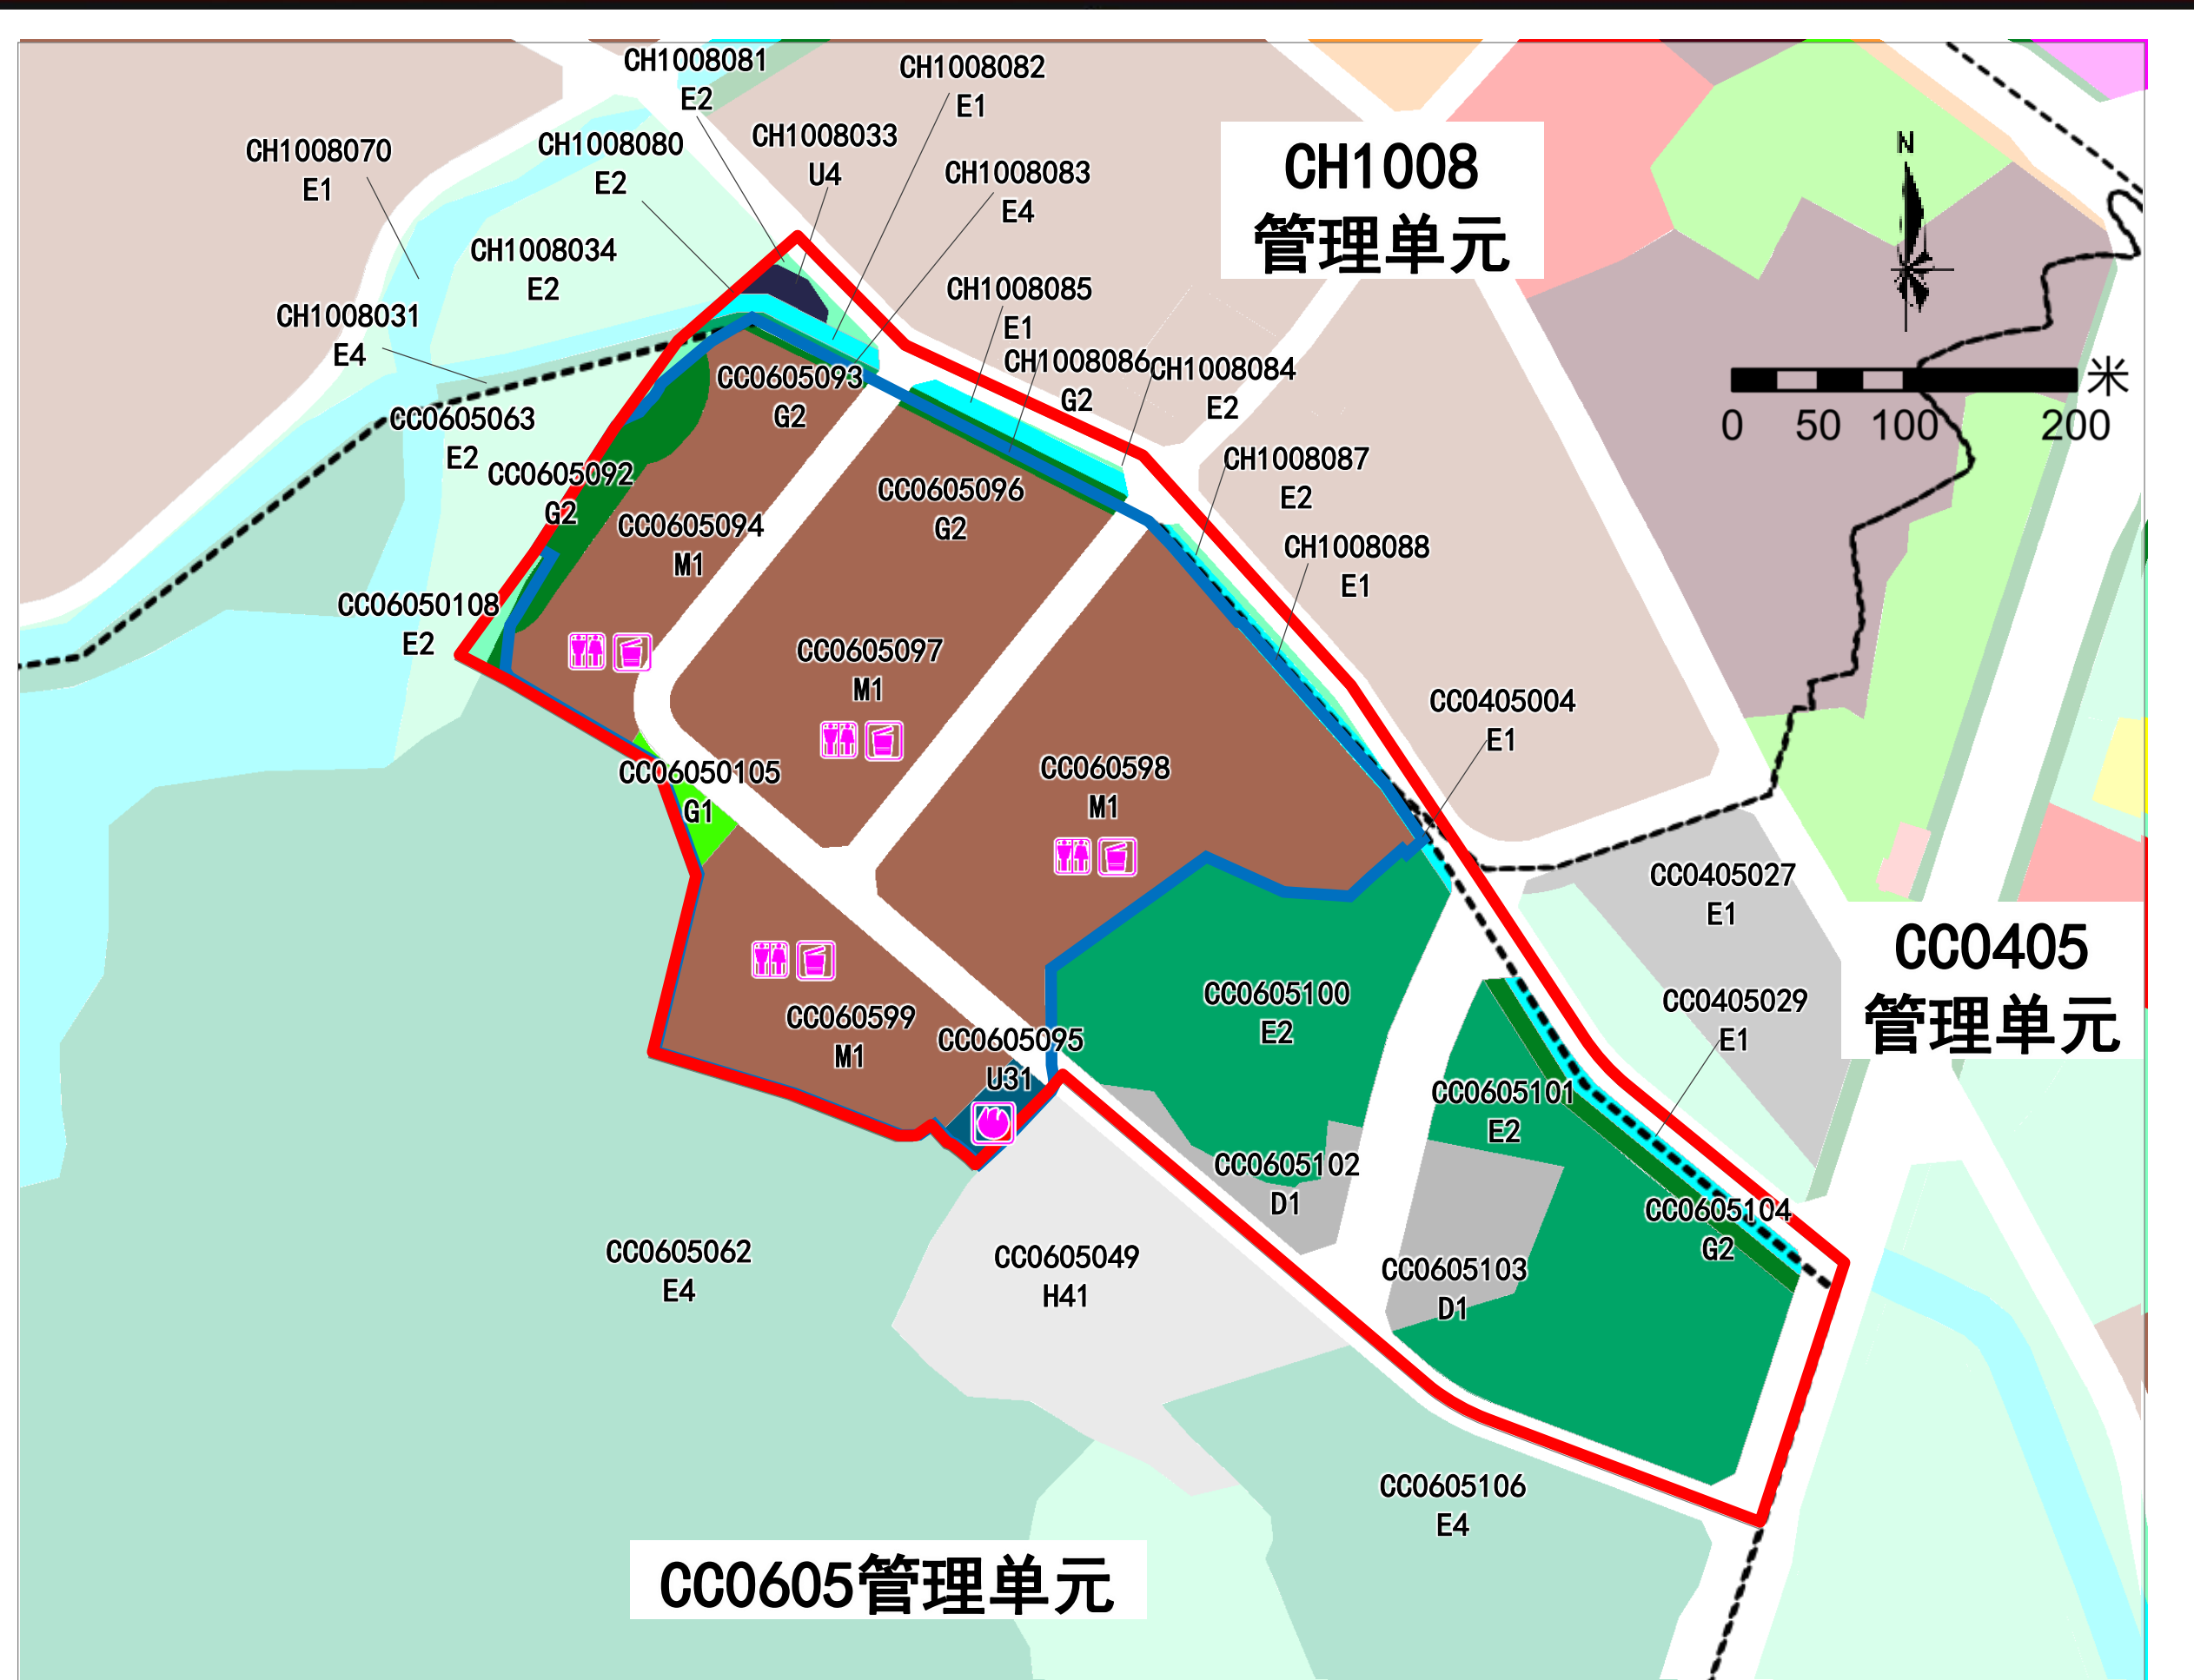 CH1008081
E2
CH1008082
E1
CH1008070
E1
CH1008080
E2
CH1008033
U4
CH1008083
E4
CH1008
管理单元
N
CH1008034
E2
CH1008031
E4
CH1008085
E1
CH1008086
G2
CH1008084
E2
米
0 50 100 200
CC0605093
G2
CC0605063
E2
CC0605092
G2
CC0605096
G2
CH1008087
E2
CC0605094
M1
CH1008088
E1
CC06050108
E2
CC0605097
M1
CC0405004
E1
CC06050105
G1
CC060598
M1
CC0405027
E1
CC0405
管理单元
CC0605100
E2
CC0405029
E1
CC060599
M1
CC0605095
U31
CC0605101
E2
CC0605102
D1
CC0605104
G2
CC0605062
E4
CC0605049
H41
CC0605103
D1
CC0605106
E4
CC0605管理单元